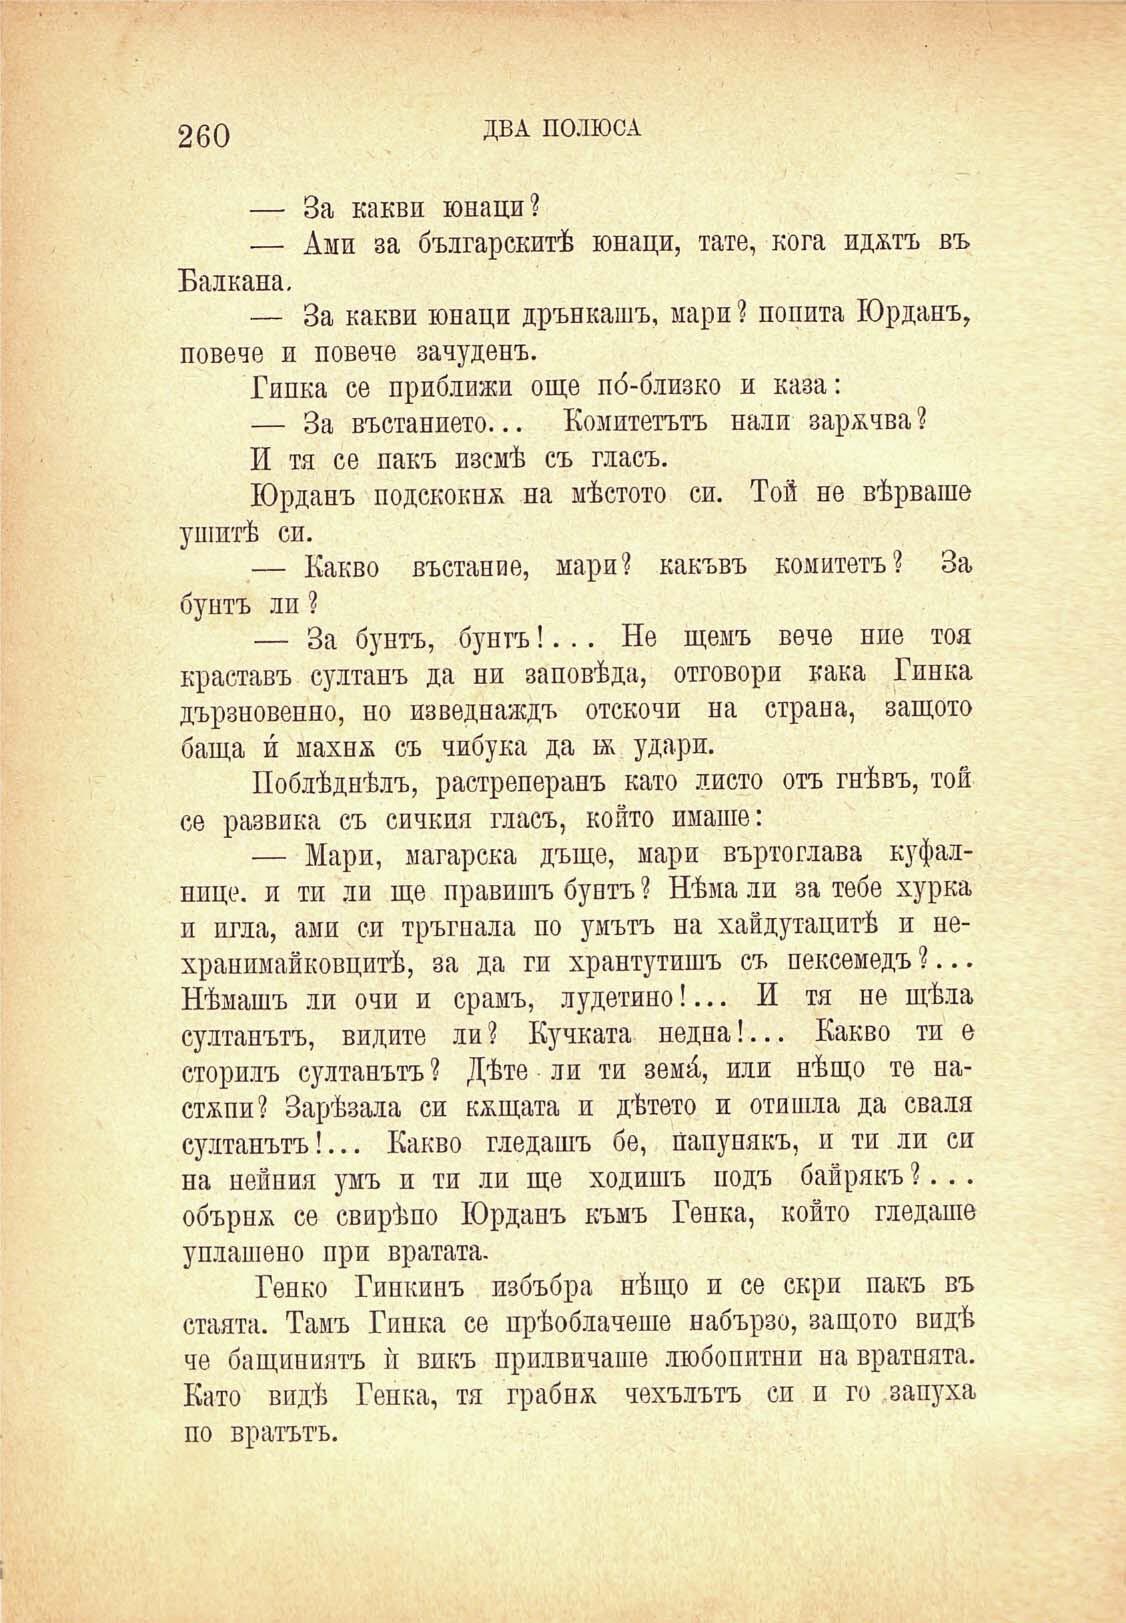 260
ДВА ПОЛЮСА
— За какви юнаци?
— Ами за българскитѣ юнаци, тате, кога идѫтъ въ
Балкана.
— За какви юнаци дрънкашъ, мари? попита Юрданъ,
повече и повече зачуденъ.
Гипка се приближи още по́-близко и каза:
— За въстанието... Комитетътъ нали зарѫчва?
И тя се пакъ изсмѣ съ гласъ.
Юрданъ подскокнѫ на мѣстото си. Той не вѣрваше
ушитѣ си.
— Какво въстание, мари? какъвъ комитетъ? За
бунтъ ли?
— За бунтъ, бунтъ!... Не щемъ вече ние тоя
краставъ султанъ да ни заповѣда, отговори кака Гинка
дързновенно, но изведнаждъ отскочи на страна, защото
баща ѝ махнѫ съ чибука да ѭ удари.
Поблѣднѣлъ, растреперанъ като листо отъ гнѣвъ, той
се развика съ сичкия гласъ, който имаше:
— Мари, магарска дъще, мари въртоглава куфал-
нице. и ти ли ще правишъ бунтъ? Нѣма ли за тебе хурка
и игла, ами си тръгнала по умътъ на хайдутацитѣ и не-
хранимайковцитѣ, за да ги хрантутишъ съ пексемедъ?...
Нѣмашъ ли очи и срамъ, лудетино!... И тя не щѣла
султанътъ, видите ли? Кучката недна!... Какво ти е
сторилъ султанътъ? Дѣте ли ти зема́, или нѣщо те на-
стѫпи? Зарѣзала си кѫщата и дѣтето и отишла да сваля
султанътъ!... Какво гледашъ бе, папунякъ, и ти ли си
на нейния умъ и ти ли ще ходишъ подъ байрякъ?...
обърнѫ се свирѣпо Юрданъ къмъ Генка, който гледаше
уплашено при вратата.
Генко Гинкинъ избъбра нѣщо и се скри пакъ въ
стаята. Тамъ Гинка се прѣоблачеше набързо, защото видѣ
че бащиниятъ ѝ викъ прилвичаше любопитни на вратнята.
Като видѣ Генка, тя грабнѫ чехълътъ си и го запуха
по вратътъ.